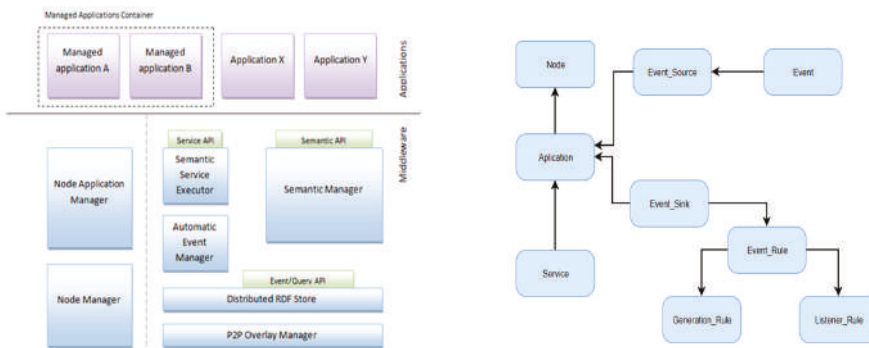 Managed Applications Container
Managed
application A
Managed
application B
Application X
Application Y
Applications
Middleware
Node Application
Manager
Node Manager
Service API
Semantic
Service
Executor
Semantic API
Semantic Manager
Automatic
Event
Manager
Event/Query API
Distributed RDF Store
P2P Overlay Manager
Node
Event_Source
Event
Aplication
Event_Sink
Service
Event_Rule
Generation_Rule
Listener_Rule